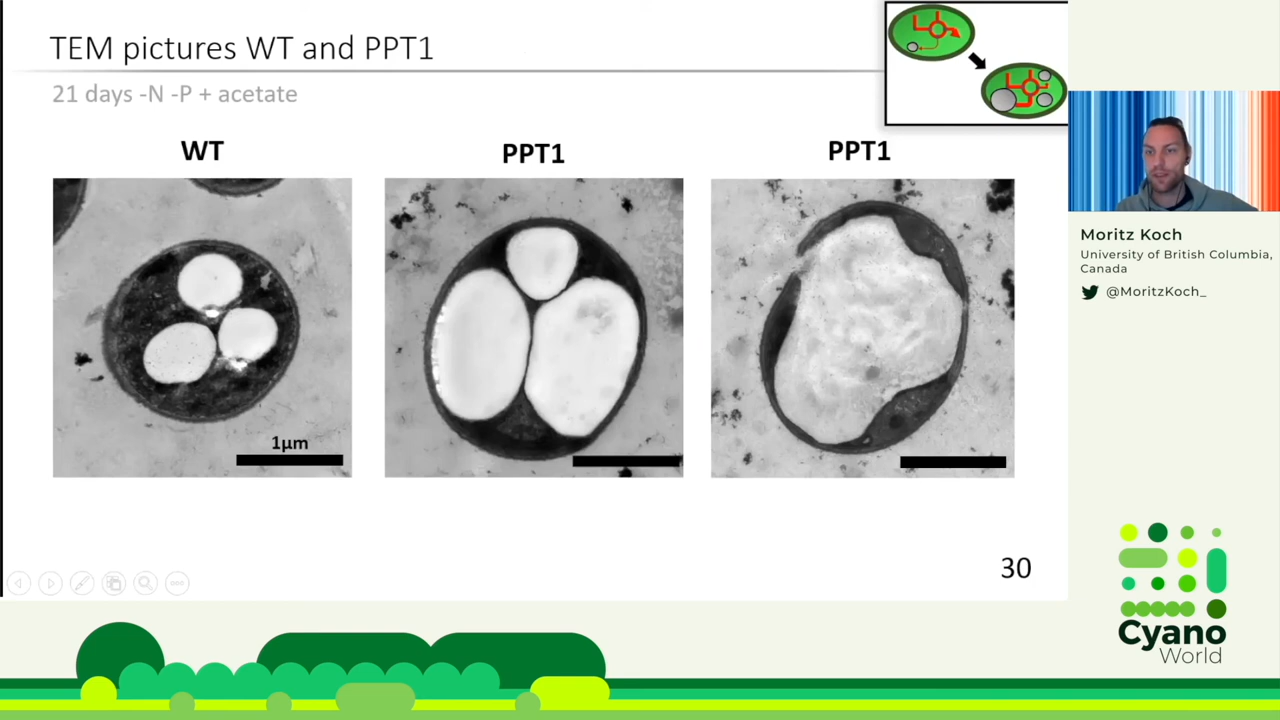 TEM pictures WT and PPT1
21 days -N -P + acetate
WT
PPT1
PPT1
1µm
30
Moritz Koch
University of British Columbia,
Canada
@MoritzKoch_
Cyano
World